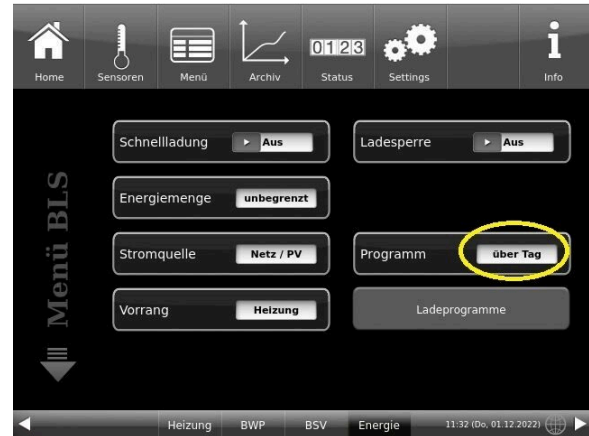 Home Sensoren Menü Archiv 0123 Status Settings Info
Menü BLS
Schnellladung Aus Ladesperre Aus
Energiemenge unbegrenzt
Stromquelle Netz / PV Programm über Tag
Vorrang Heizung Ladeprogramme
Heizung BWP BSV Energie 11:32 (Do, 01.12.2022)